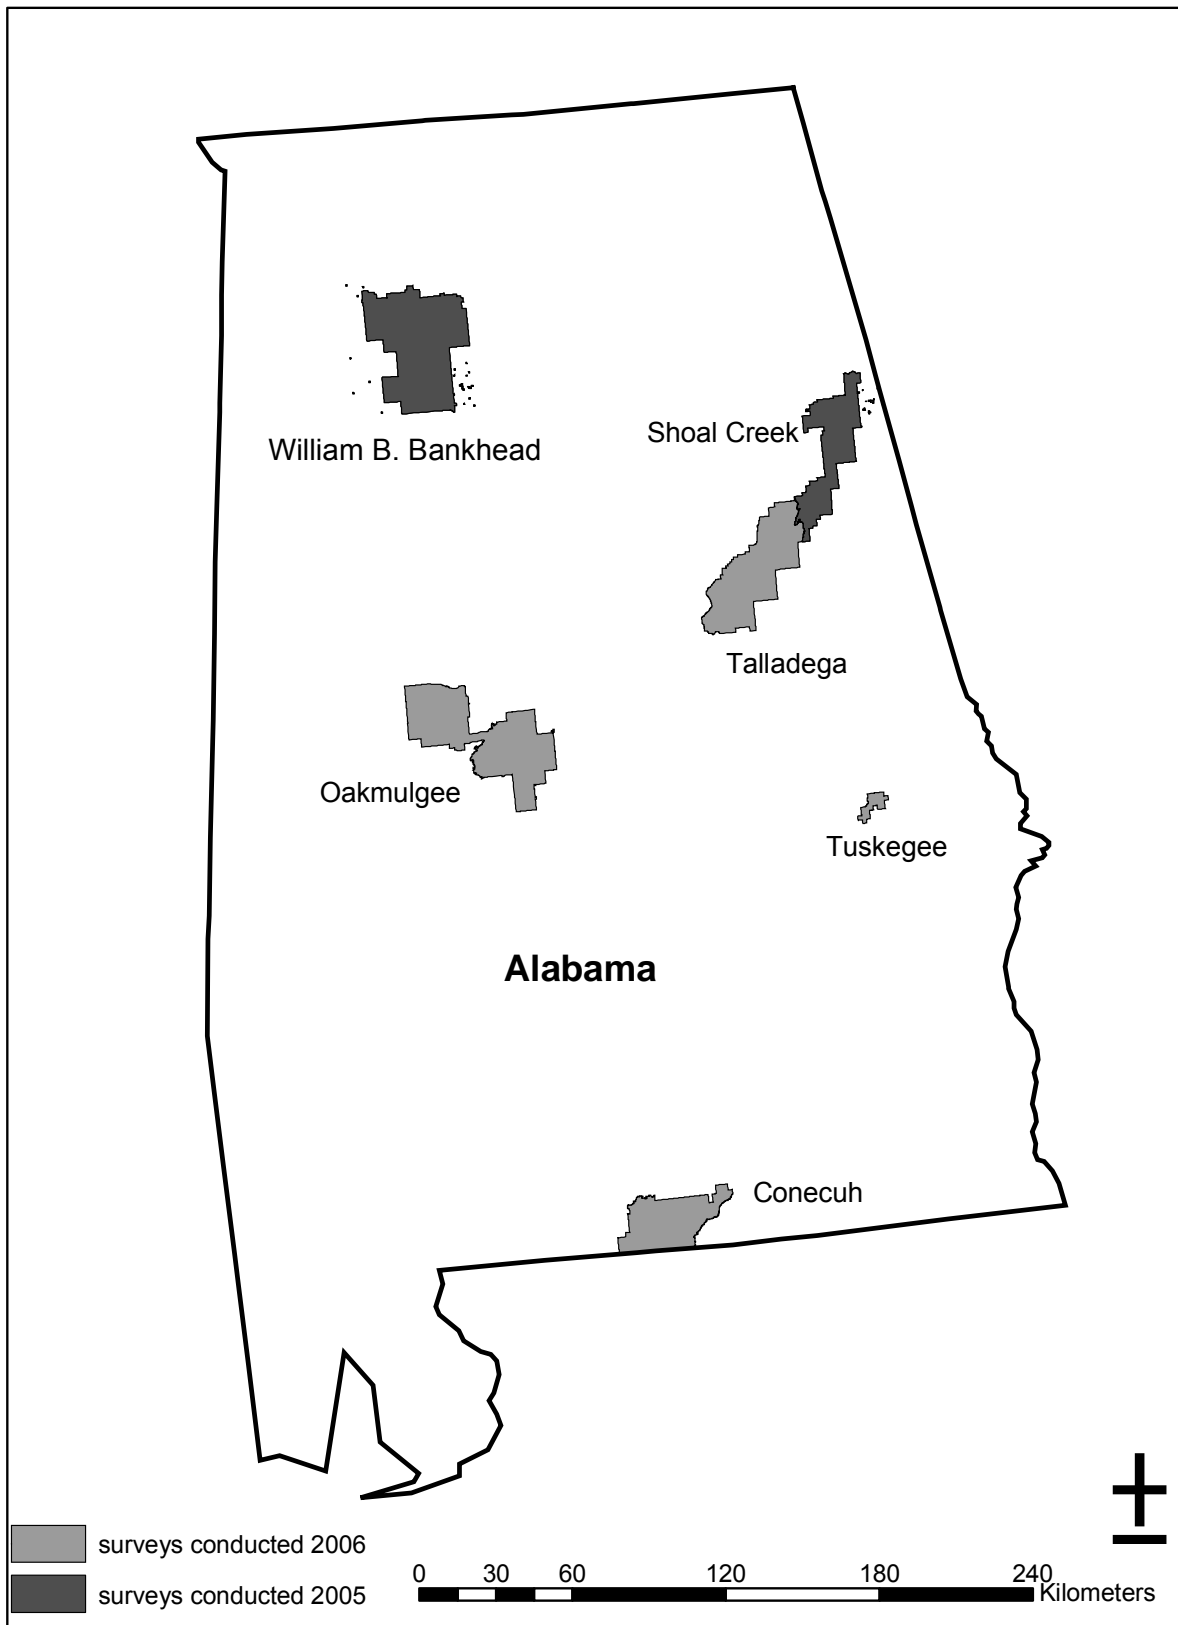 William B. Bankhead
Shoal Creek
Talladega
Oakmulgee
Tuskegee
Alabama
Conecuh
surveys conducted 2006
surveys conducted 2005
0 30 60 120 180 240
Kilometers